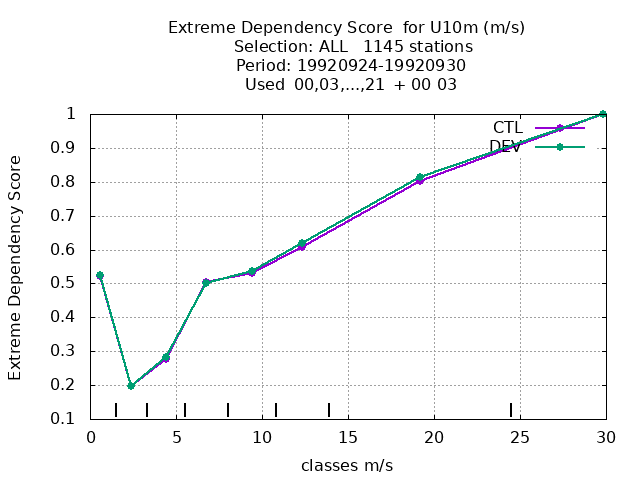 Extreme Dependency Score  for U10m (m/s)
Selection: ALL   1145 stations
Period: 19920924-19920930
Used  00,03,...,21  + 00 03
CTL
DEV
Extreme Dependency Score
1
0.9
0.8
0.7
0.6
0.5
0.4
0.3
0.2
0.1
0 5 10 15 20 25 30
classes m/s